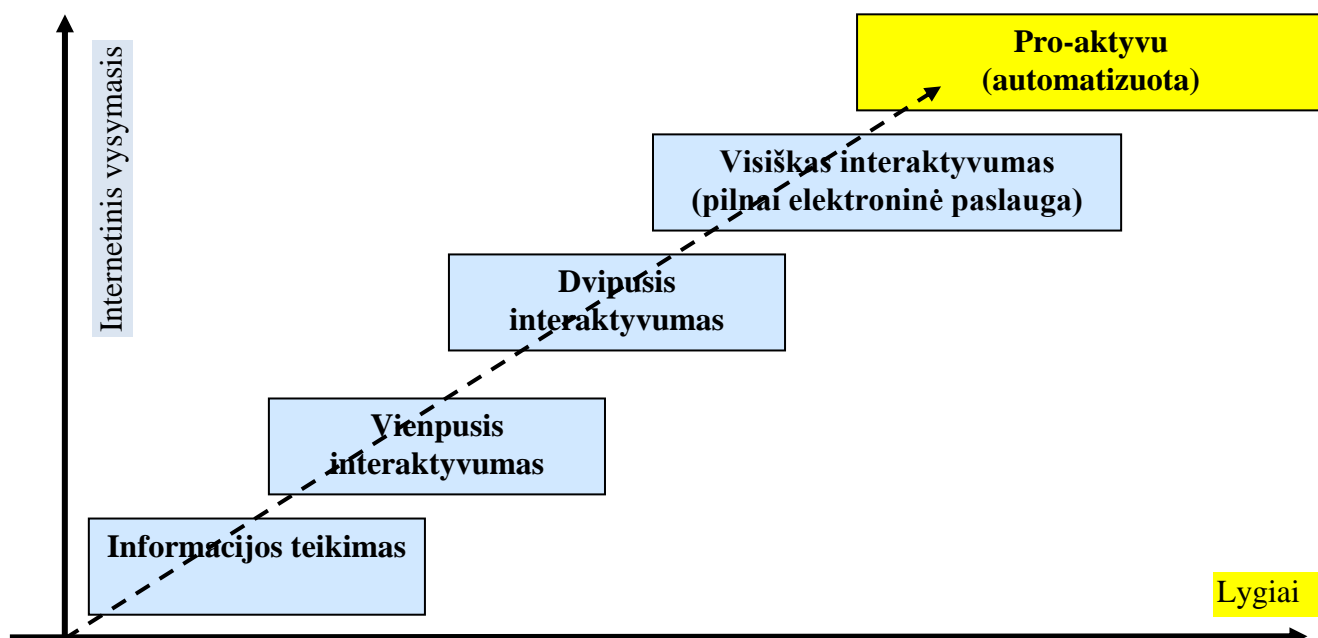 Pro-aktyvu
(automatizuota)
Internetinis vysymasis
Visiškas interaktyvumas
(pilnai elektroninė paslauga)
Dvipusis
interaktyvumas
Vienpusis
interaktyvumas
Informacijos teikimas
Lygiai